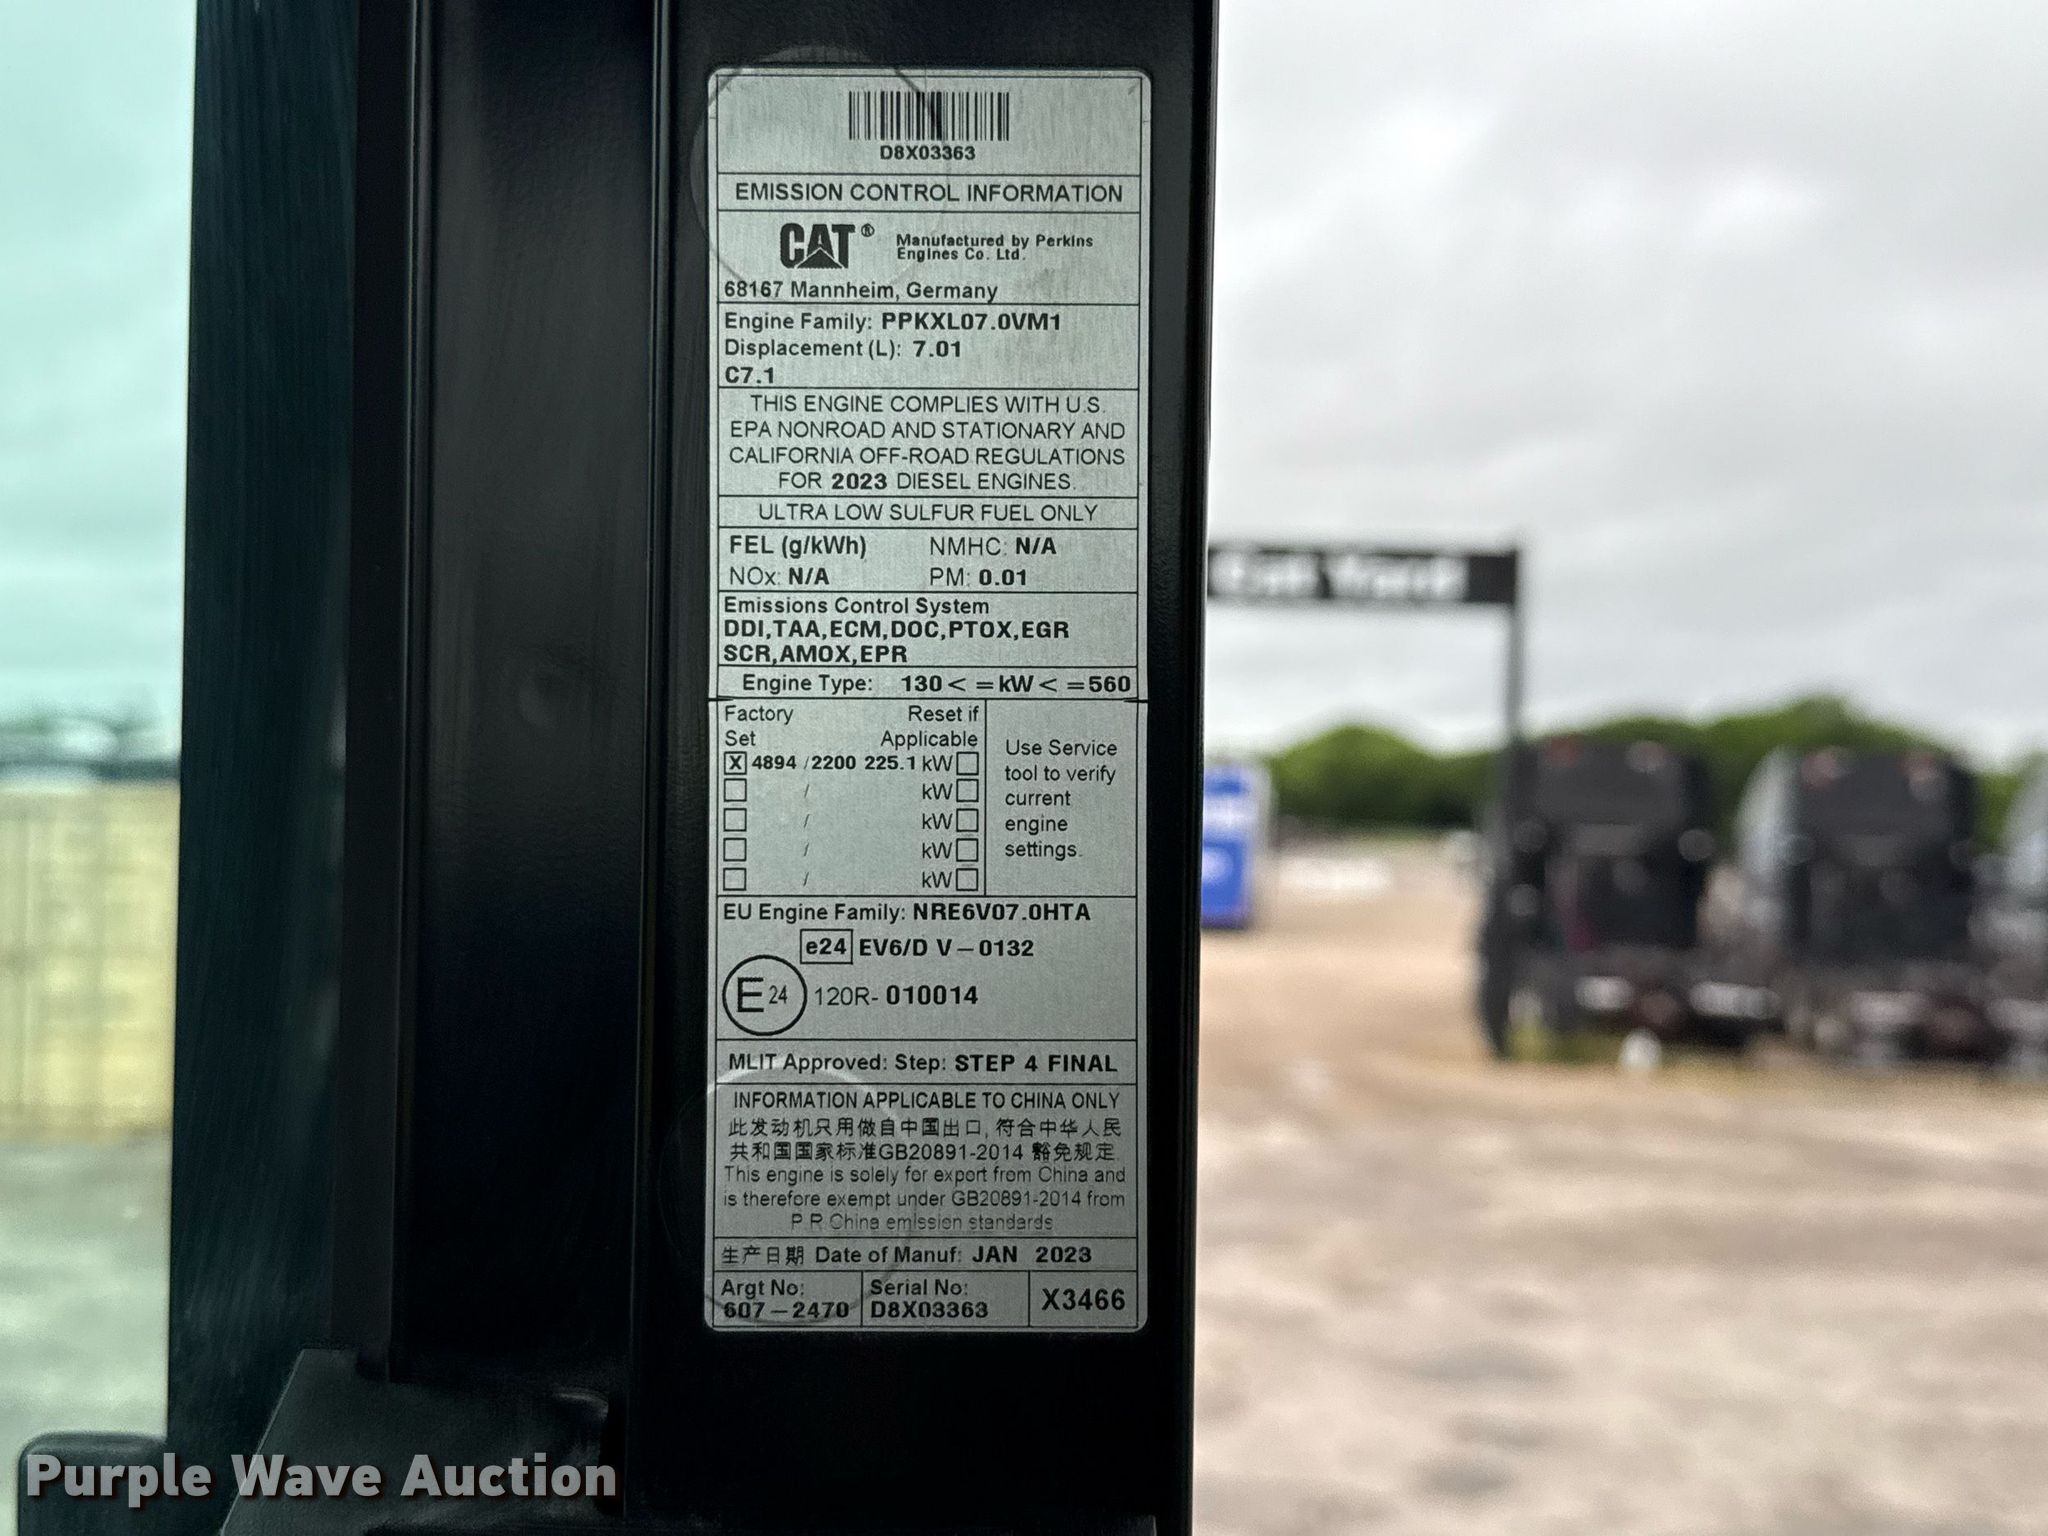 D8X03363
EMISSION CONTROL INFORMATION
CAT® Manufactured by Perkins
Engines Co. Ltd.
68167 Mannheim, Germany
Engine Family: PPKXL07.0VM1
Displacement (L): 7.01
C7.1
THIS ENGINE COMPLIES WITH U.S.
EPA NONROAD AND STATIONARY AND
CALIFORNIA OFF-ROAD REGULATIONS
FOR 2023 DIESEL ENGINES.
ULTRA LOW SULFUR FUEL ONLY
FEL (g/kWh) NMHC: N/A
NOx: N/A PM: 0.01
Emissions Control System
DDI,TAA,ECM,DOC,PTOX,EGR
SCR,AMOX,EPR
Engine Type: 130 < = kW < = 560
Factory Reset if
Set Applicable
X 4894 / 2200 225.1 kW
/ kW
/ kW
/ kW
/ kW
Use Service
tool to verify
current
engine
settings.
EU Engine Family: NRE6V07.0HTA
e24 EV6/D V – 0132
E 24 120R- 010014
MLIT Approved: Step: STEP 4 FINAL
INFORMATION APPLICABLE TO CHINA ONLY
此发动机只用做自中国出口, 符合中华人民
共和国国家标准GB20891-2014 豁免规定.
This engine is solely for export from China and
is therefore exempt under GB20891-2014 from
P.R.China emission standards
生产日期 Date of Manuf: JAN 2023
Argt No: Serial No:
607–2470 D8X03363 X3466
Cat Yard
Purple Wave Auction